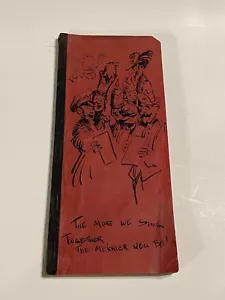 THE MORE WE SING
TOGETHER,
THE MERRIER WE'LL BE!